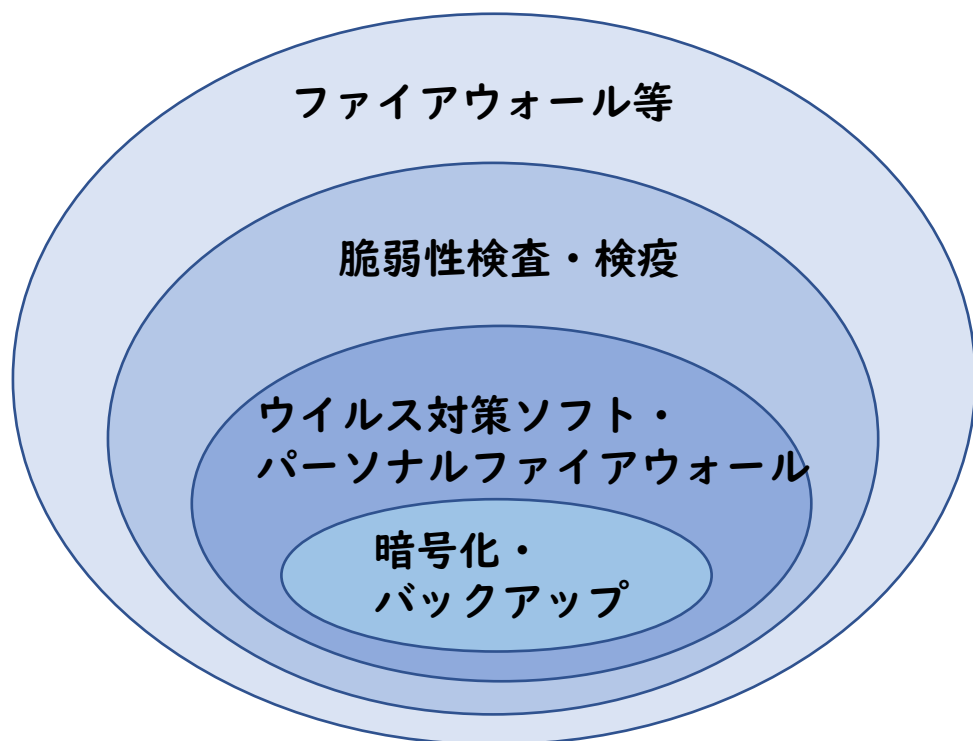 ファイアウォール等
脆弱性検査・検疫
ウイルス対策ソフト・
パーソナルファイアウォール
暗号化・
バックアップ